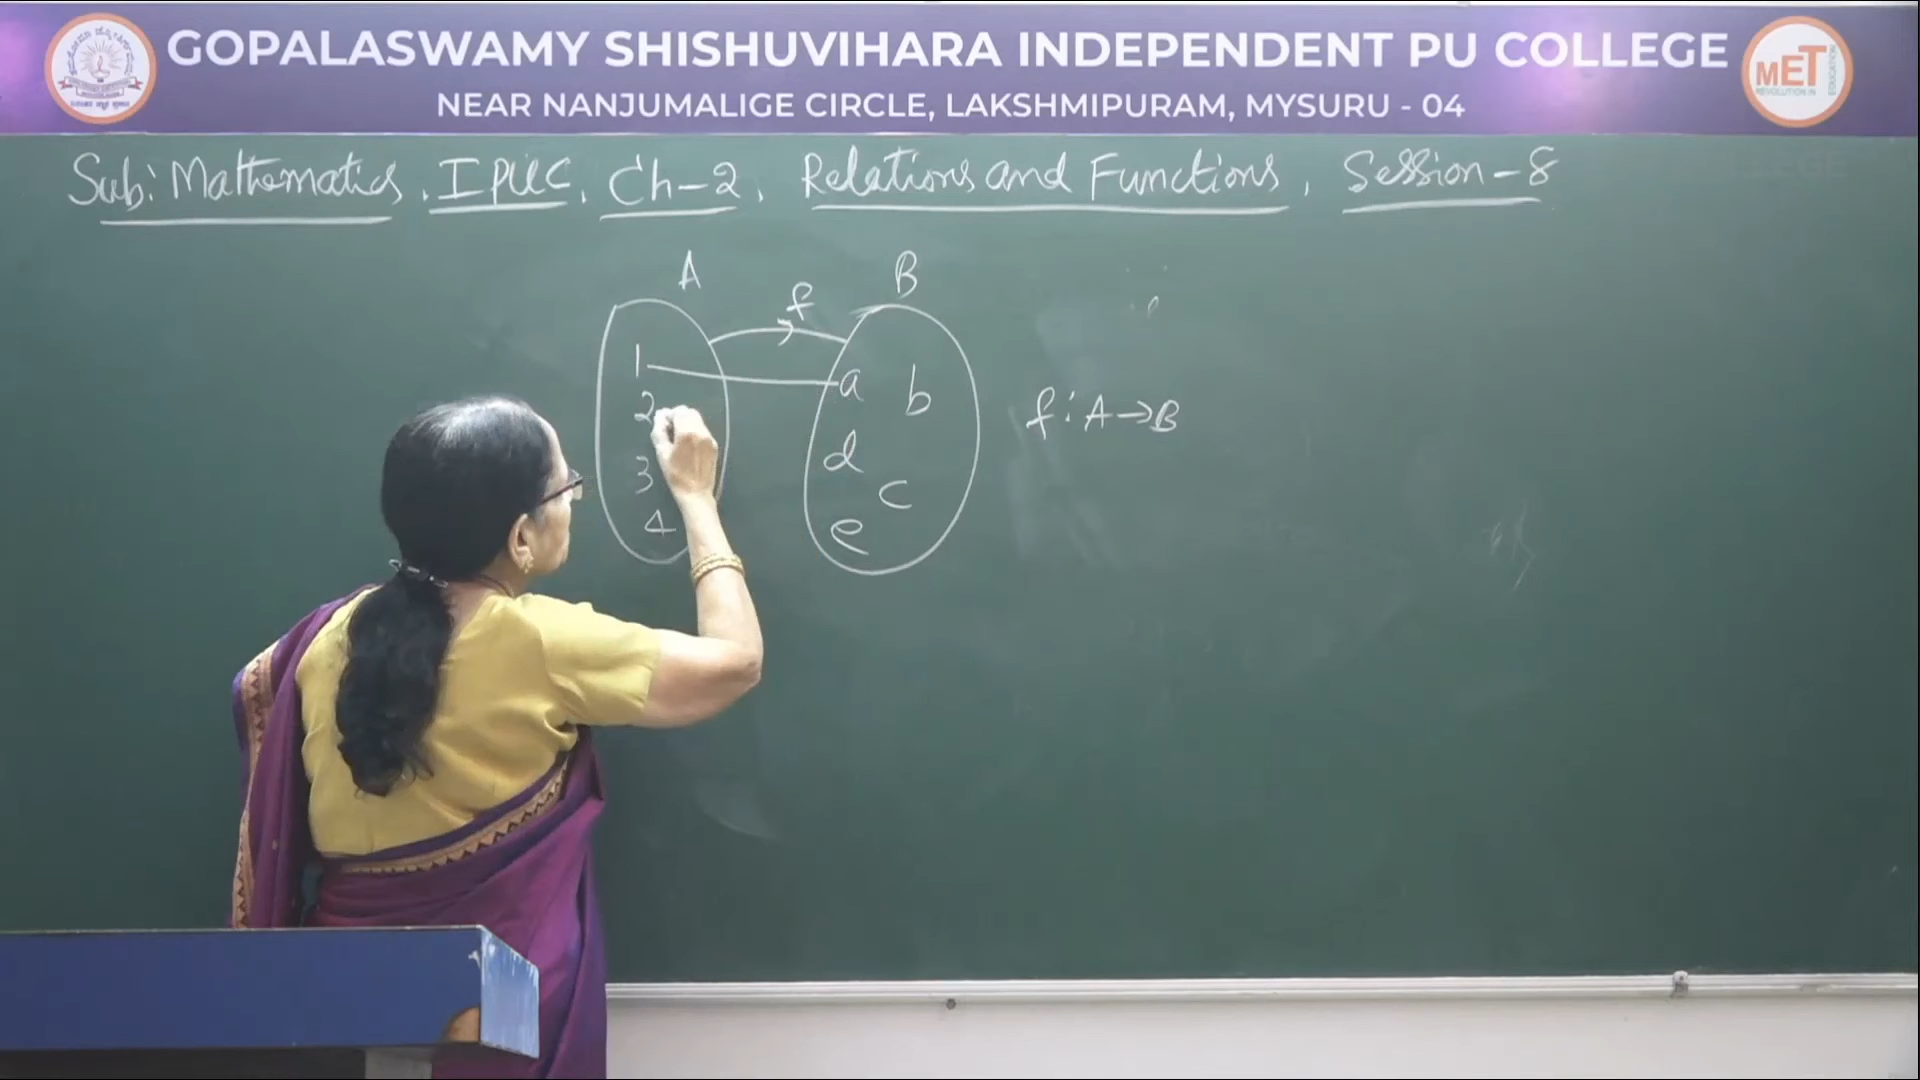 GOPALASWAMY SHISHUVIHARA INDEPENDENT PU COLLEGE
MET
NEAR NANJUMALIGE CIRCLE, LAKSHMIPURAM, MYSURU - 04
Sub: Mathematics, I PUC, Ch-2, Relations and Functions, Session-8
A f B
1 a b
2
d
3 c
4 e
f : A → B